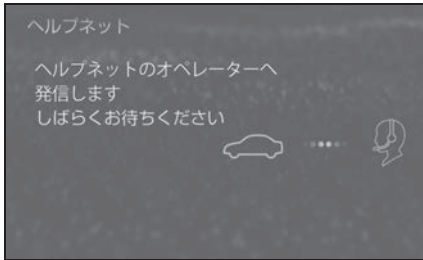 ヘルプネット
ヘルプネットのオペレーターへ
発信します
しばらくお待ちください